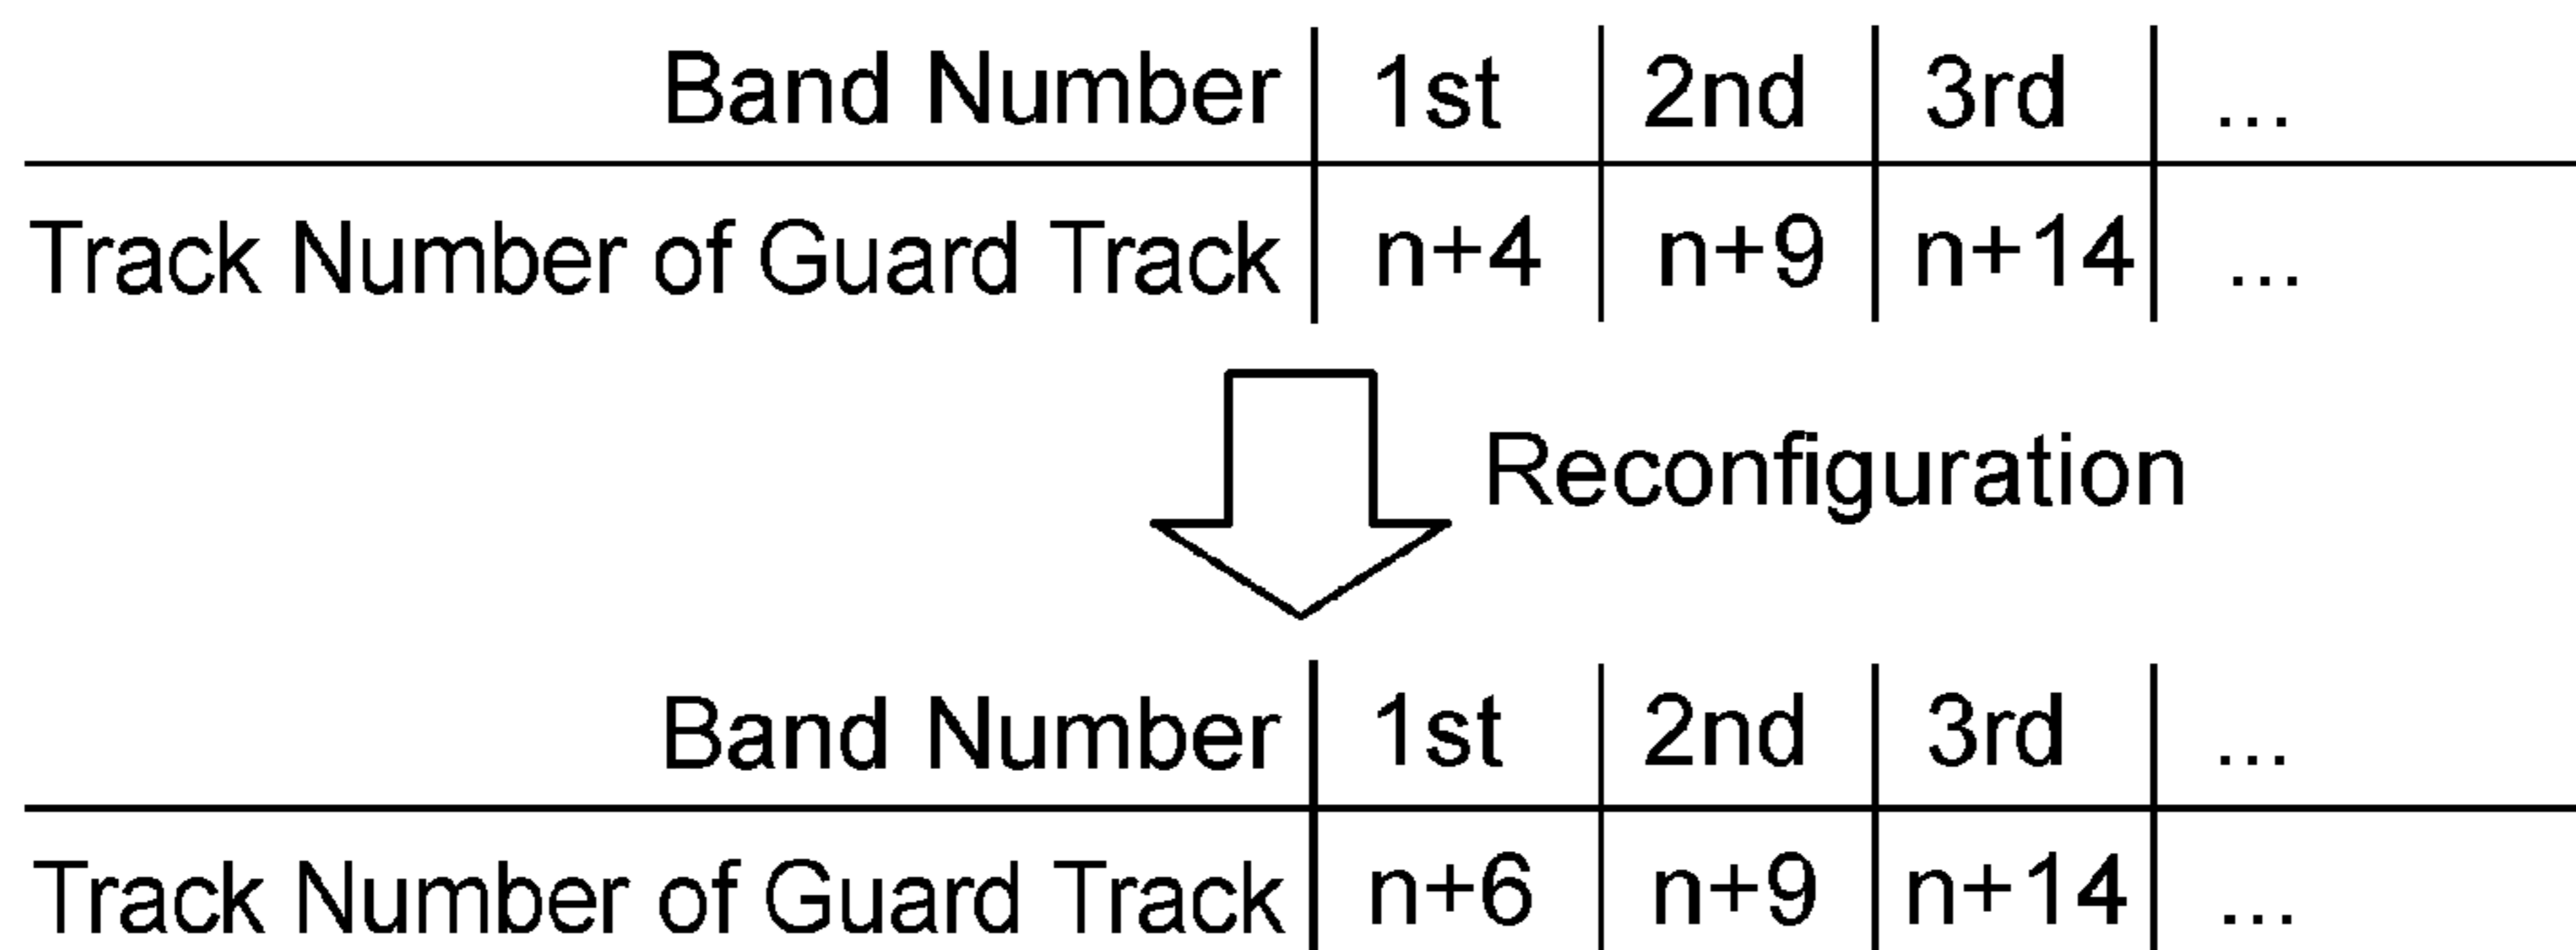 Band Number 1st 2nd 3rd ...
Track Number of Guard Track n+4 n+9 n+14 ...
Reconfiguration
Band Number 1st 2nd 3rd ...
Track Number of Guard Track n+6 n+9 n+14 ...